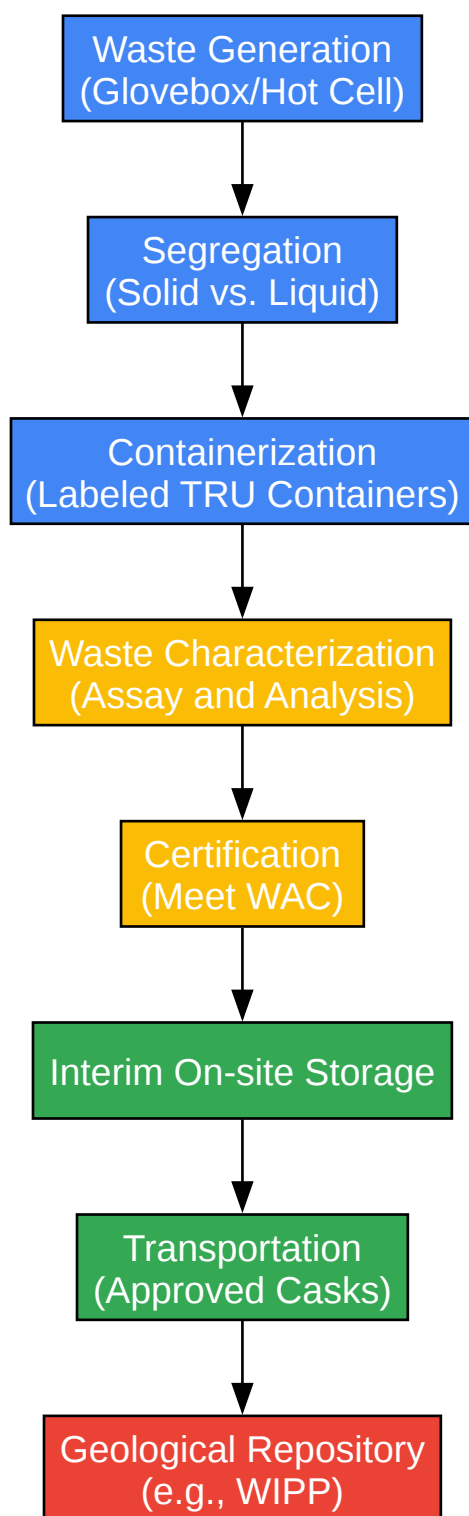 Waste Generation
(Glovebox/Hot Cell)
Segregation
(Solid vs. Liquid)
Containerization
(Labeled TRU Containers)
Waste Characterization
(Assay and Analysis)
Certification
(Meet WAC)
Interim On-site Storage
Transportation
(Approved Casks)
Geological Repository
(e.g., WIPP)